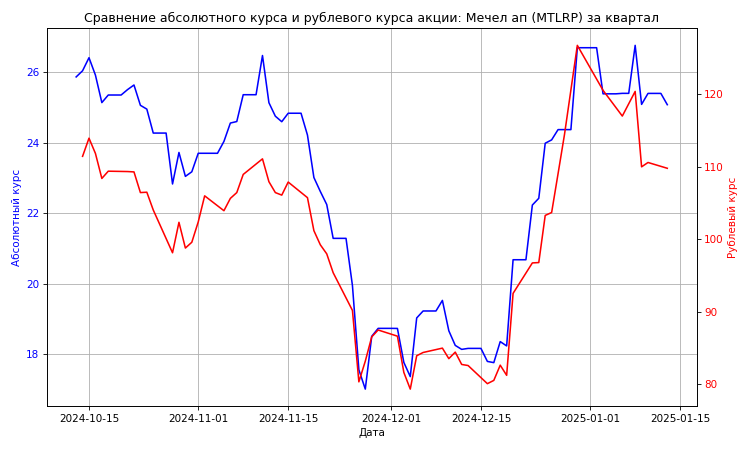 Сравнение абсолютного курса и рублевого курса акции: Мечел ап (MTLRP) за квартал
Абсолютный курс
26
24
22
20
18
120
110
100
90
80
Рублевый курс
2024-10-15 2024-11-01 2024-11-15 2024-12-01 2024-12-15 2025-01-01 2025-01-15
Дата